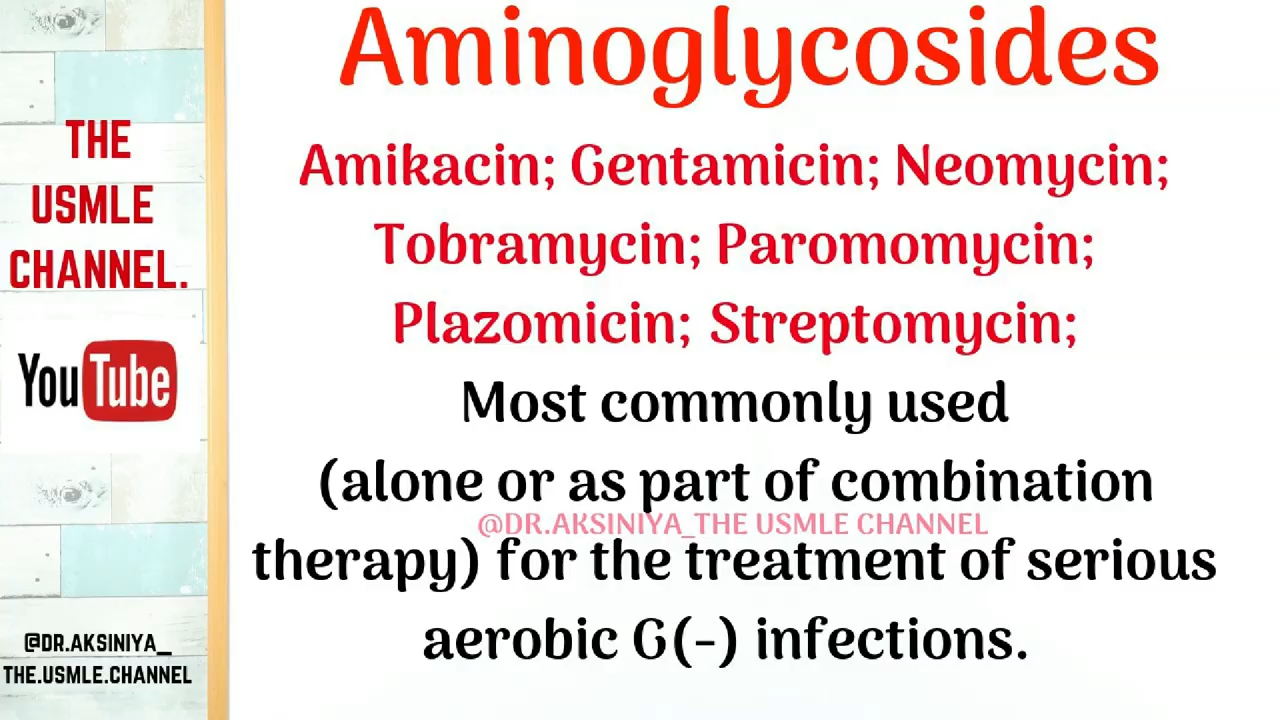 Aminoglycosides
Amikacin; Gentamicin; Neomycin;
Tobramycin; Paromomycin;
Plazomicin; Streptomycin;
Most commonly used
(alone or as part of combination
@DR.AKSINIYA_THE USMLE CHANNEL
therapy) for the treatment of serious
aerobic G(-) infections.
THE
USMLE
CHANNEL.
YouTube
@DR.AKSINIYA_
THE.USMLE.CHANNEL